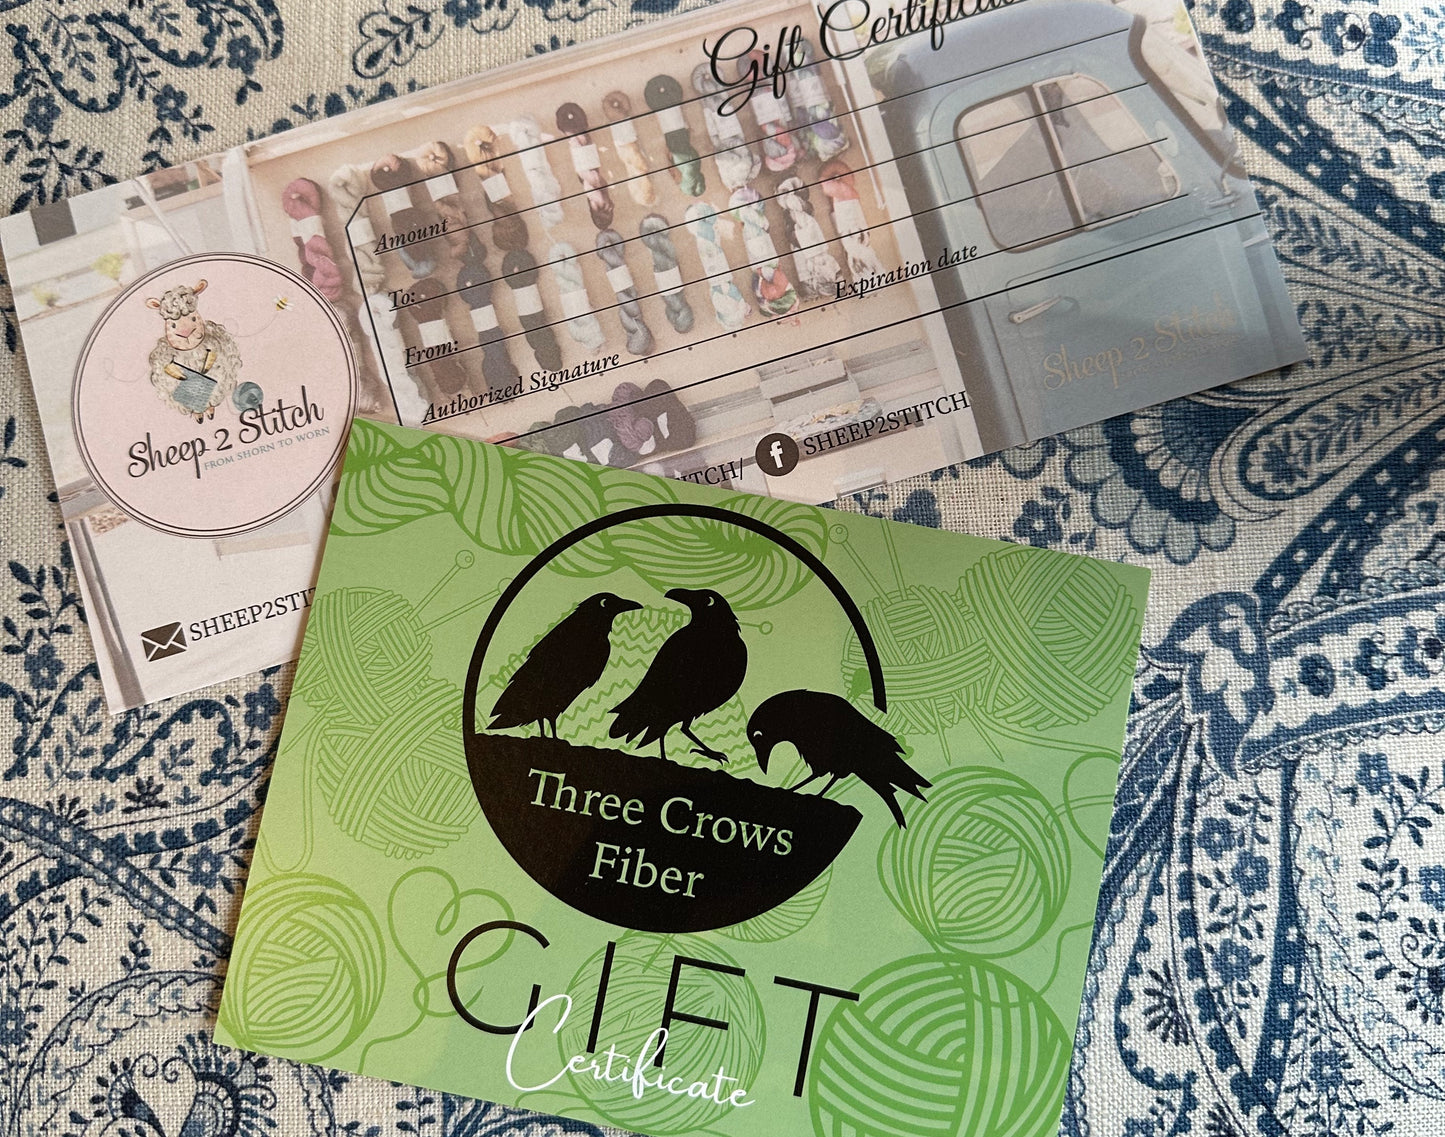 Gift Certificate
Amount
To:
From:
Expiration date
Authorized Signature
Sheep 2 Stitch
FROM SHORN TO WORN
Sheep 2 Stitch
SHEEP2STITCH
Three Crows
Fiber
GIFT
Certificate